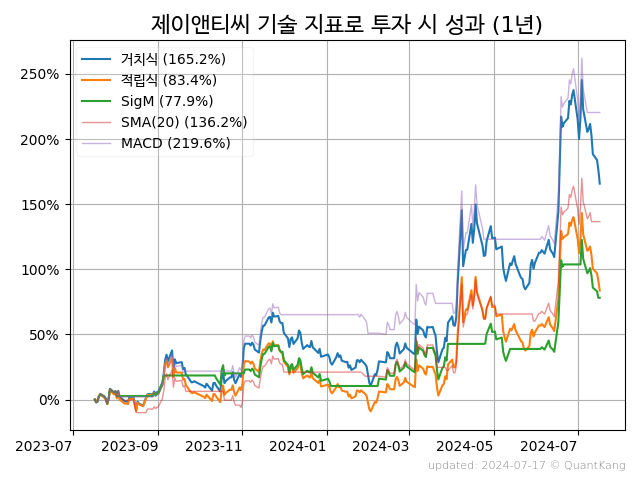 제이앤티씨 기술 지표로 투자 시 성과 (1년)
거치식 (165.2%)
적립식 (83.4%)
SigM (77.9%)
SMA(20) (136.2%)
MACD (219.6%)
250%
200%
150%
100%
50%
0%
2023-07 2023-09 2023-11 2024-01 2024-03 2024-05 2024-07
updated: 2024-07-17 © QuantKang